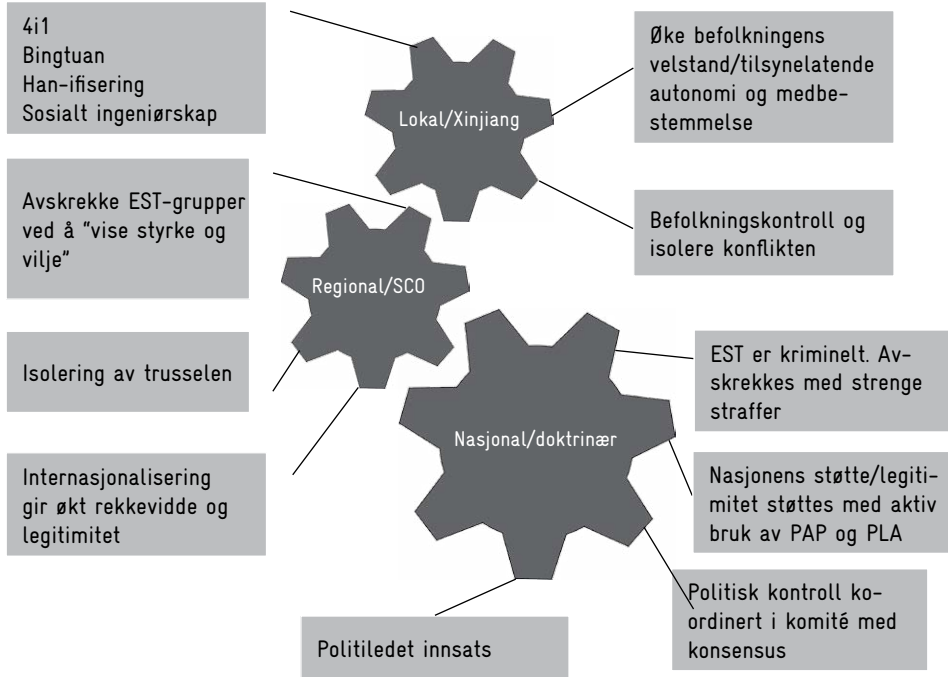 4i1
Bingtuan
Han-ifisering
Sosialt ingeniørskap
Lokal/Xinjiang
Øke befolkningens
velstand/tilsynelatende
autonomi og medbe-
stemmelse
Avskrekke EST-grupper
ved å "vise styrke og
vilje"
Befolkningskontroll og
isolere konflikten
Regional/SCO
Isolering av trusselen
EST er kriminelt. Av-
skrekkes med strenge
straffer
Nasjonal/doktrinær
Internasjonalisering
gir økt rekkevidde og
legitimitet
Nasjonens støtte/legiti-
mitet støttes med aktiv
bruk av PAP og PLA
Politisk kontroll ko-
ordinert i komité med
konsensus
Politiledet innsats